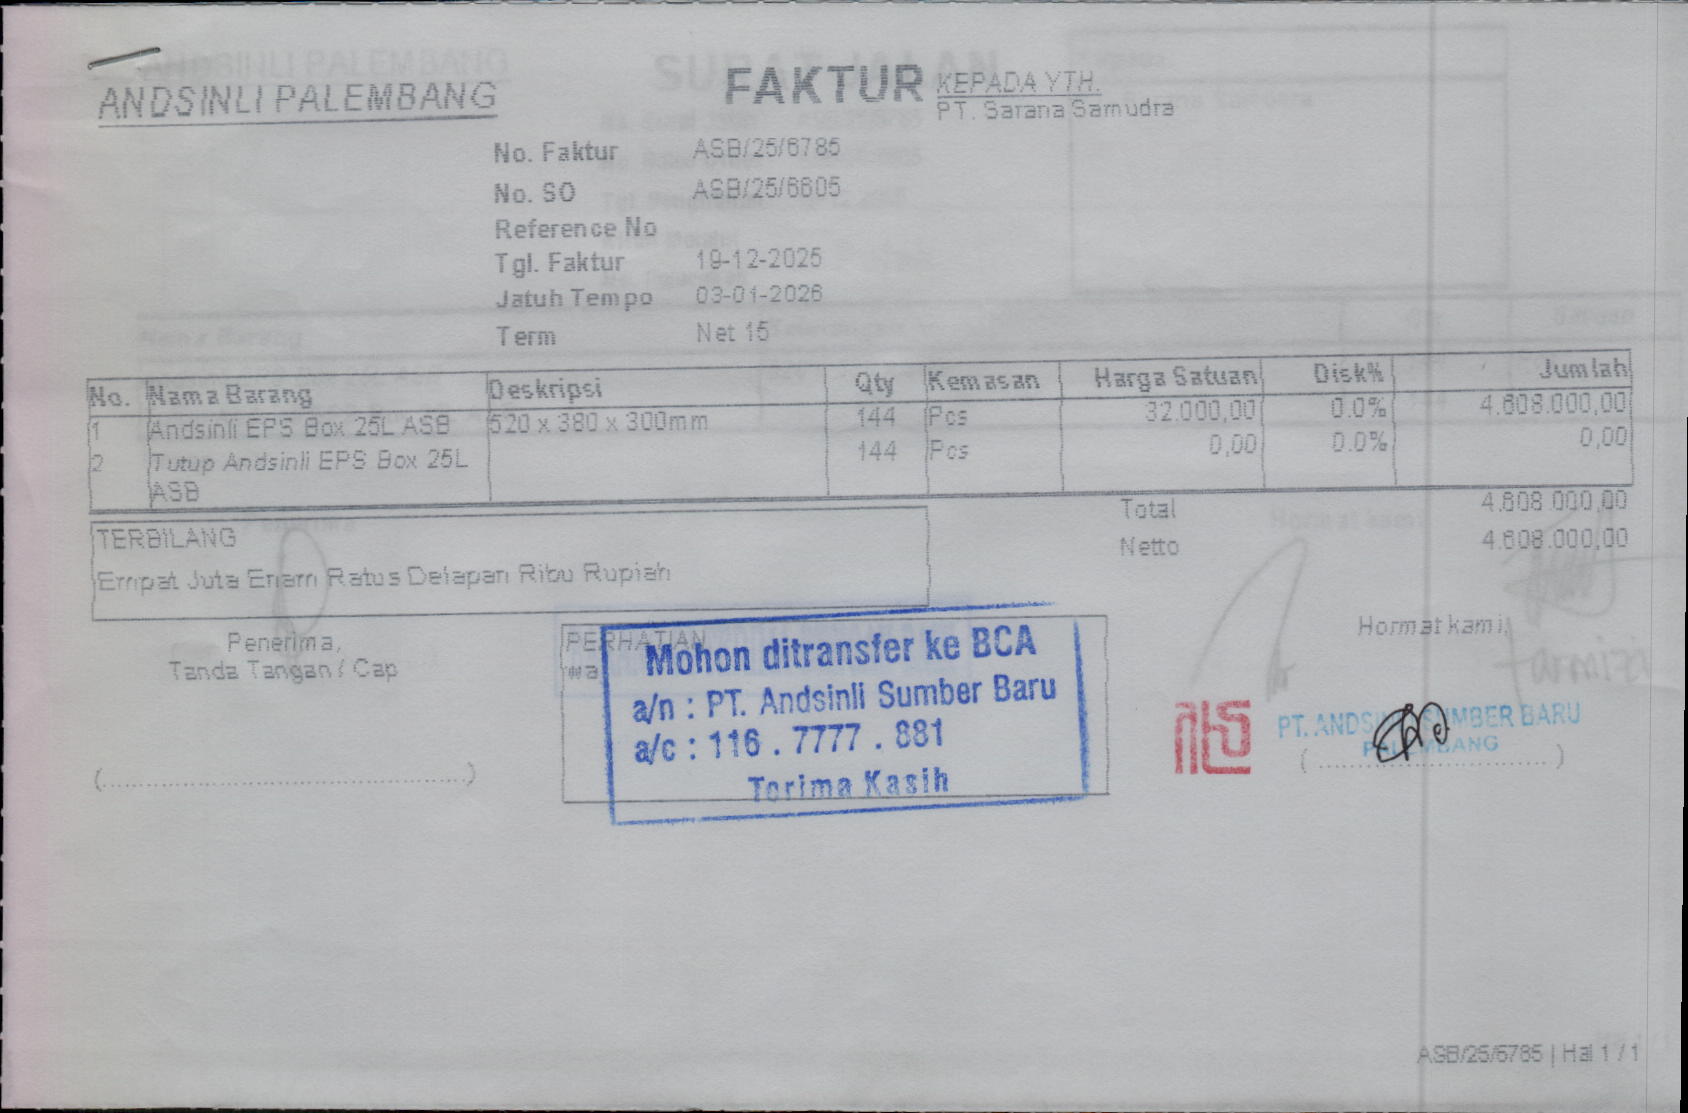 ANDSINLI PALEMBANG
FAKTUR
KEPADA YTH.
PT. Sarana Samudra
No. Faktur ASB/25/6785
No. SO ASB/25/6605
Reference No
Tgl. Faktur 19-12-2025
Jatuh Tempo 03-01-2026
Term Net 15
No. Nama Barang Deskripsi Qty Kemasan Harga Satuan Disk% Jumlah
1 Andsinli EPS Box 25L ASB 520 x 380 x 300mm 144 Pcs 32.000,00 0.0% 4.608.000,00
2 Tutup Andsinli EPS Box 25L 144 Pcs 0,00 0.0% 0,00
ASB
Total 4.608.000,00
Netto 4.608.000,00
TERBILANG
Empat Juta Enam Ratus Delapan Ribu Rupiah
Penerima,
Tanda Tangan / Cap
(..........................................)
PERHATIAN
Mohon ditransfer ke BCA
a/n : PT. Andsinli Sumber Baru
a/c : 116 . 7777 . 881
Terima Kasih
Hormat kami,
PT. ANDSINLI SUMBER BARU
PALEMBANG
(..............................)
ASB/25/6785 | Hal 1 / 1